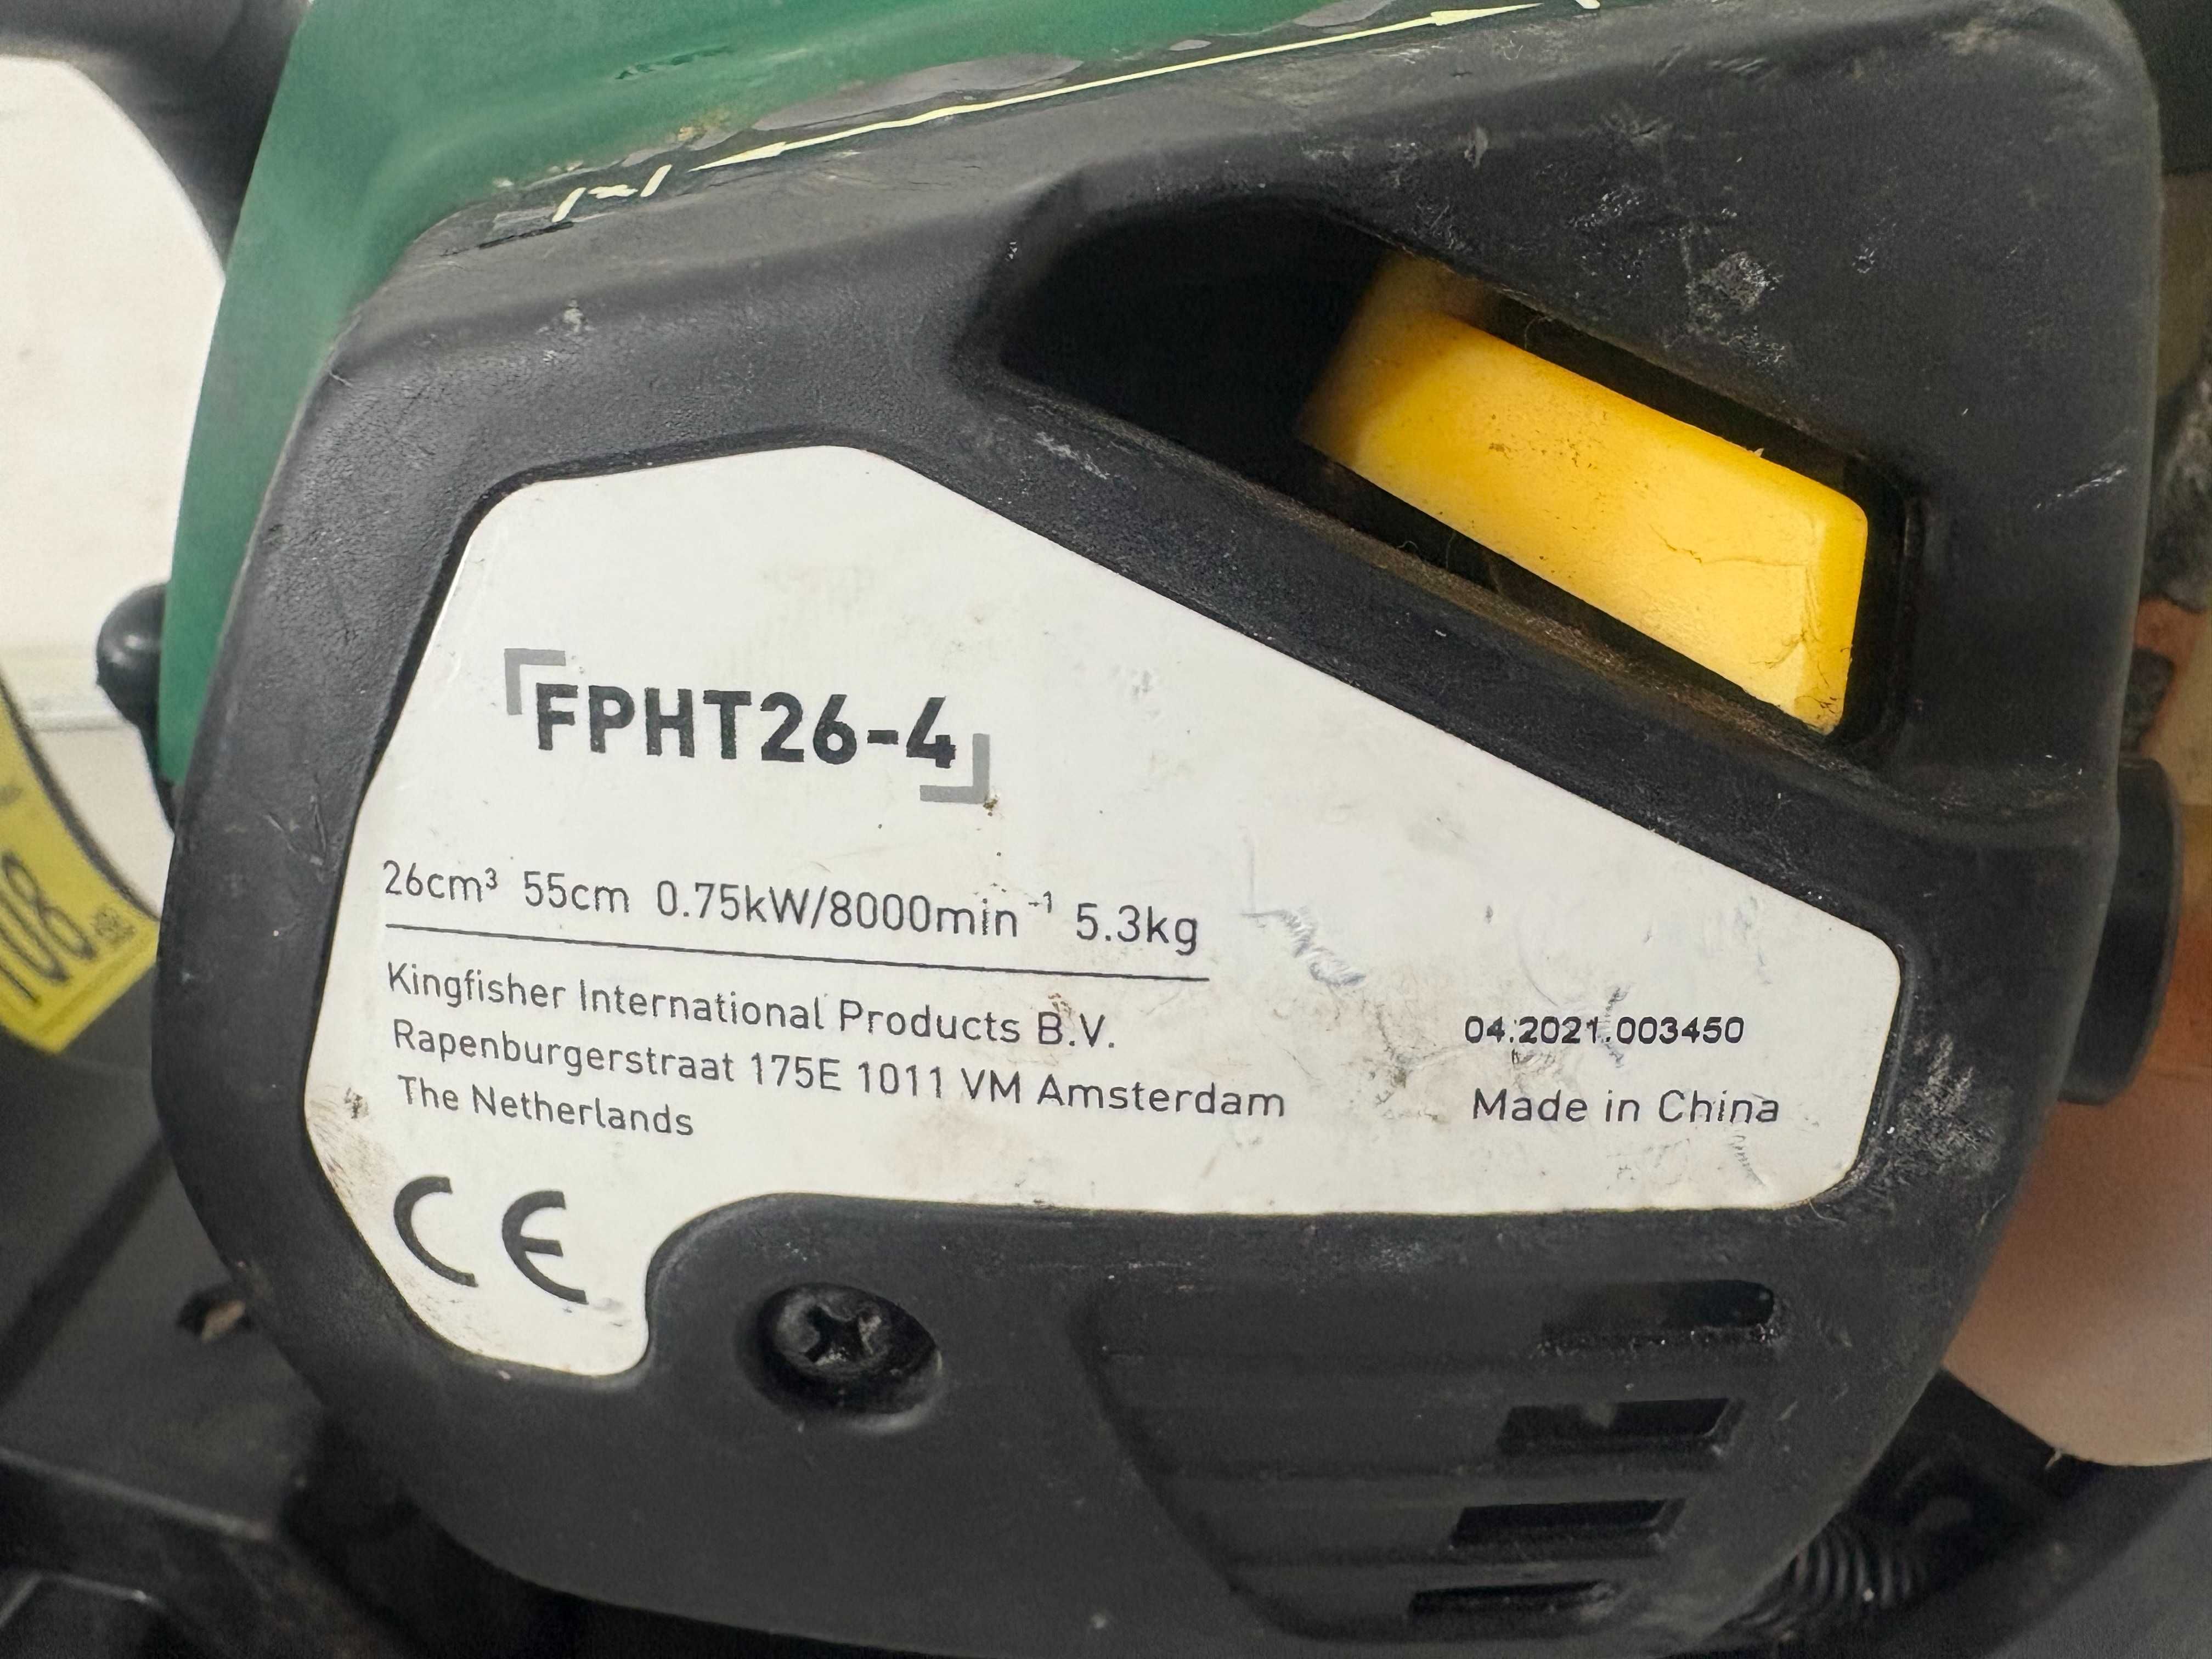 FPHT26-4
26cm³ 55cm 0.75kW/8000min⁻¹ 5.3kg
Kingfisher International Products B.V.
Rapenburgerstraat 175E 1011 VM Amsterdam
The Netherlands
04.2021.003450
Made in China
CE
108